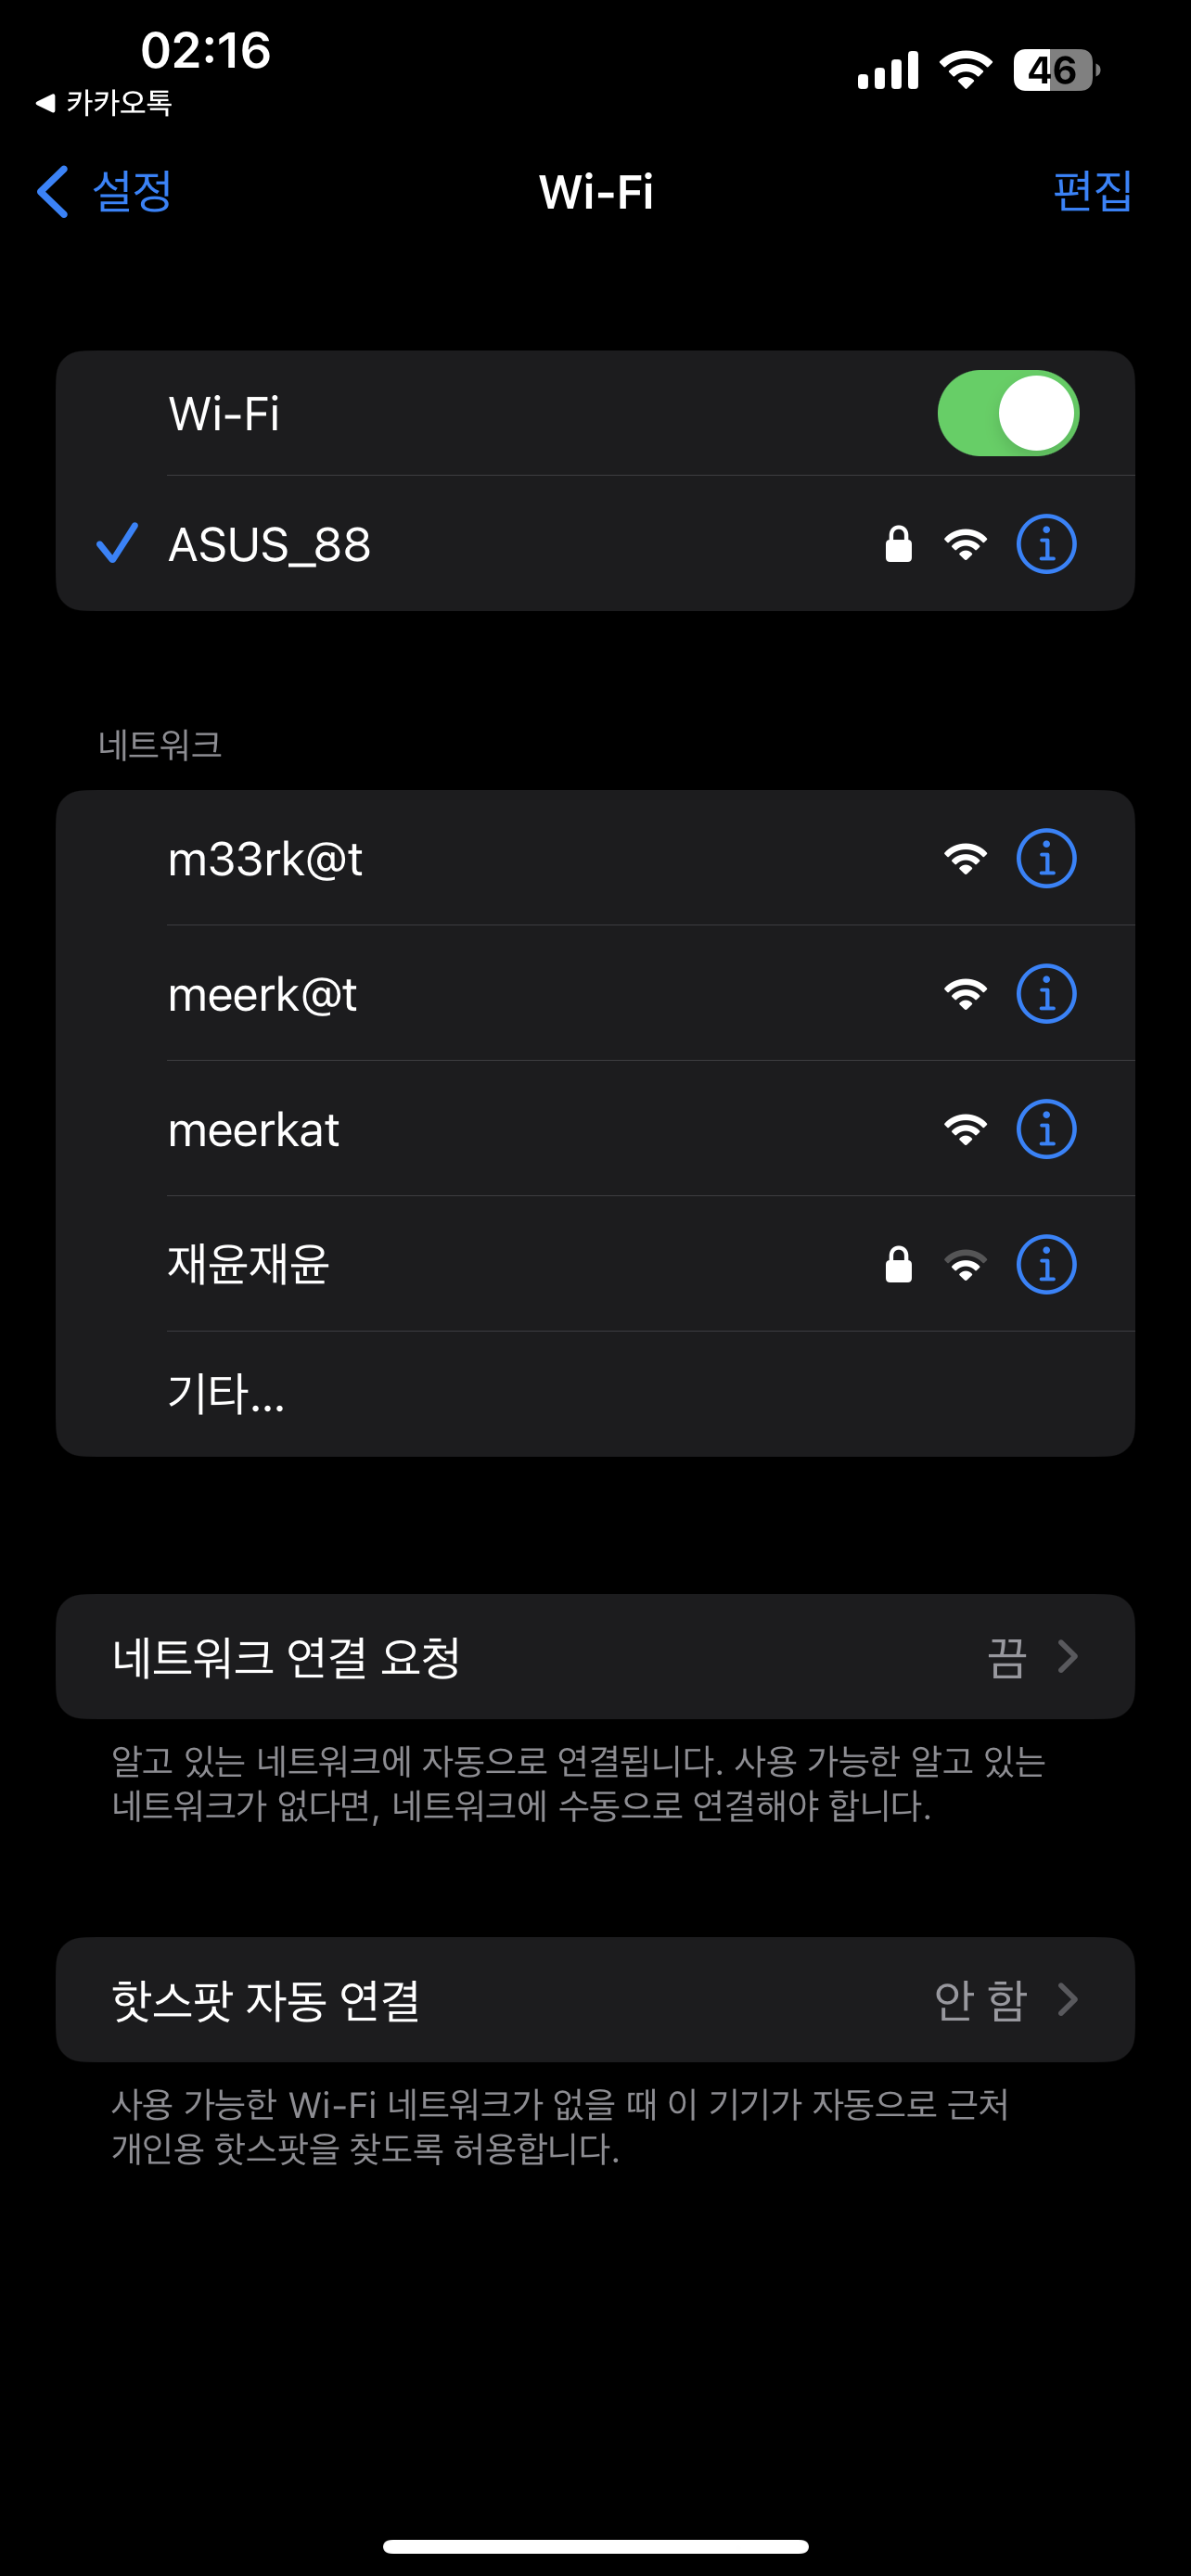 02:16
46
◀ 카카오톡
설정
Wi-Fi
편집
Wi-Fi
ASUS_88
네트워크
m33rk@t
meerk@t
meerkat
재윤재윤
기타...
네트워크 연결 요청
끔
알고 있는 네트워크에 자동으로 연결됩니다. 사용 가능한 알고 있는
네트워크가 없다면, 네트워크에 수동으로 연결해야 합니다.
핫스팟 자동 연결
안 함
사용 가능한 Wi-Fi 네트워크가 없을 때 이 기기가 자동으로 근처
개인용 핫스팟을 찾도록 허용합니다.